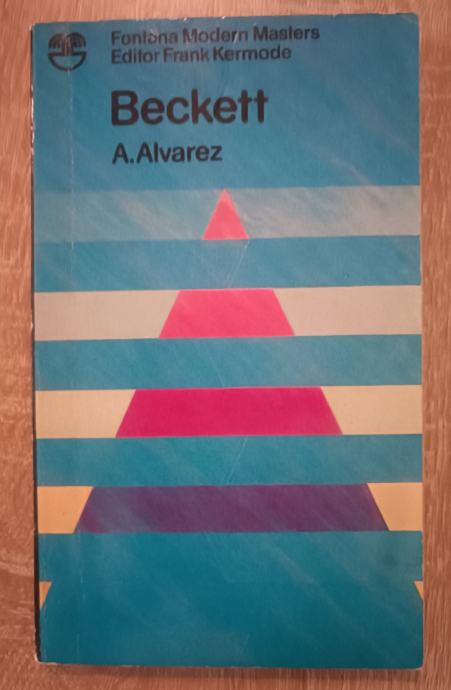 Fontana Modern Masters
Editor Frank Kermode
Beckett
A. Alvarez